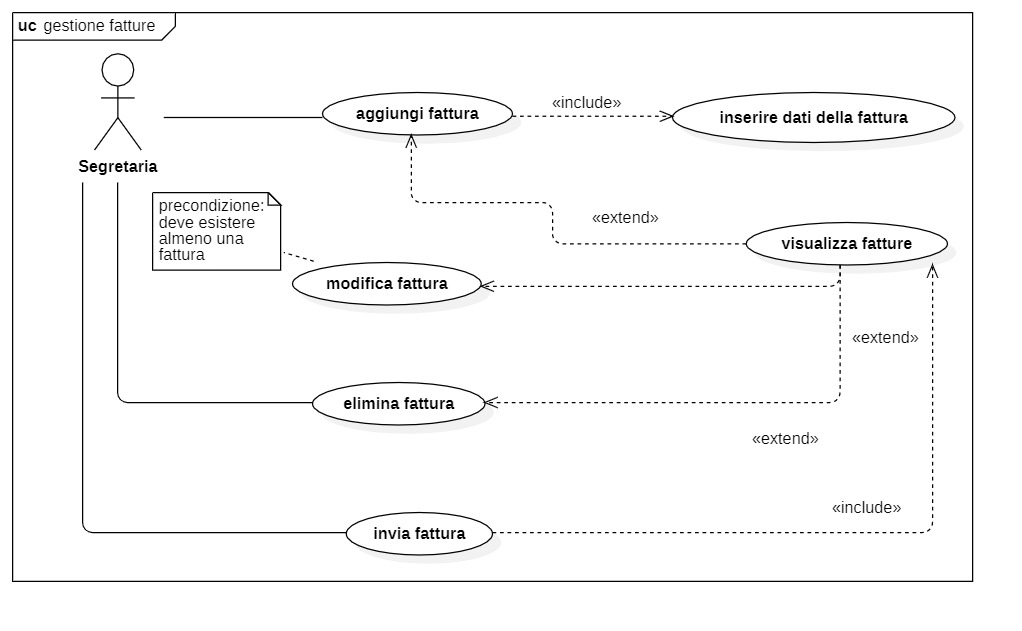 uc gestione fatture
aggiungi fattura
«include»
inserire dati della fattura
Segretaria
precondizione:
deve esistere
almeno una
fattura
«extend»
visualizza fatture
modifica fattura
«extend»
elimina fattura
«extend»
«include»
invia fattura